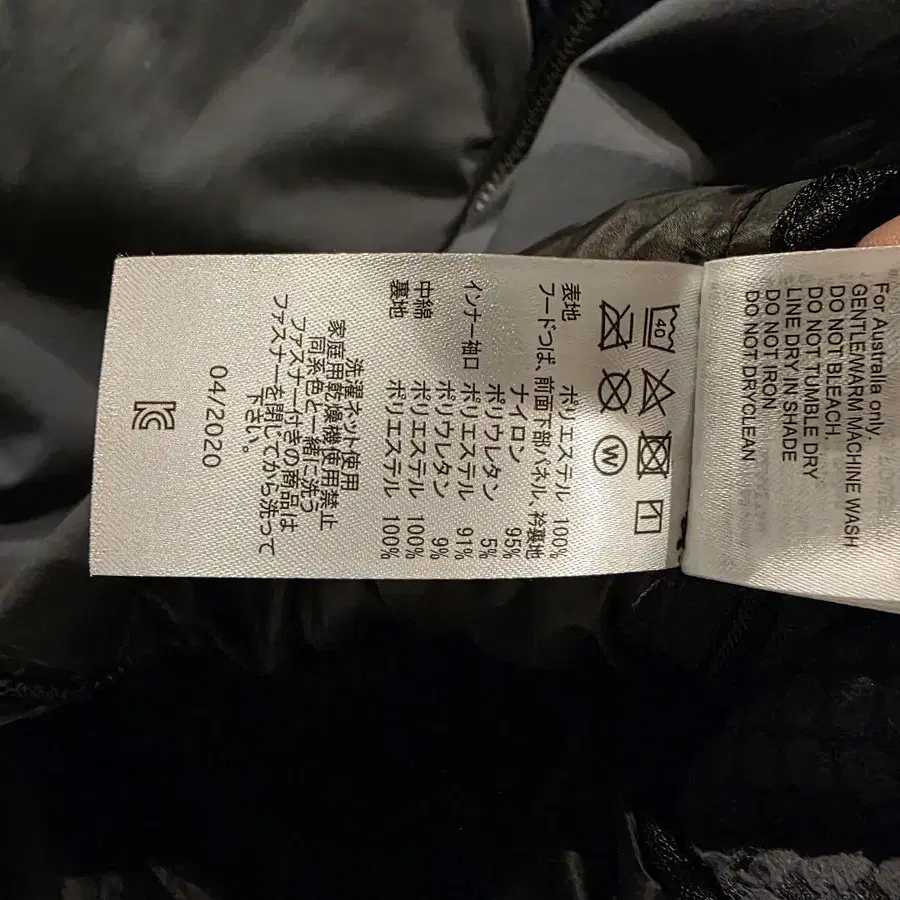 For Australia only.
GENTLE/WARM MACHINE WASH
DO NOT BLEACH.
DO NOT TUMBLE DRY
LINE DRY IN SHADE
DO NOT IRON
DO NOT DRYCLEAN
40
W
表地 ポリエステル 100%
フードつば、前面下部パネル、衿裏地
ナイロン 95%
ポリウレタン 5%
インナー袖口 ポリエステル 91%
ポリウレタン 9%
中綿 ポリエステル 100%
裏地 ポリエステル 100%
洗濯ネット使用
家庭用乾燥機使用禁止
同系色と一緒に洗う
ファスナー付きの商品は
ファスナーを閉じてから洗って
下さい。
04/2020